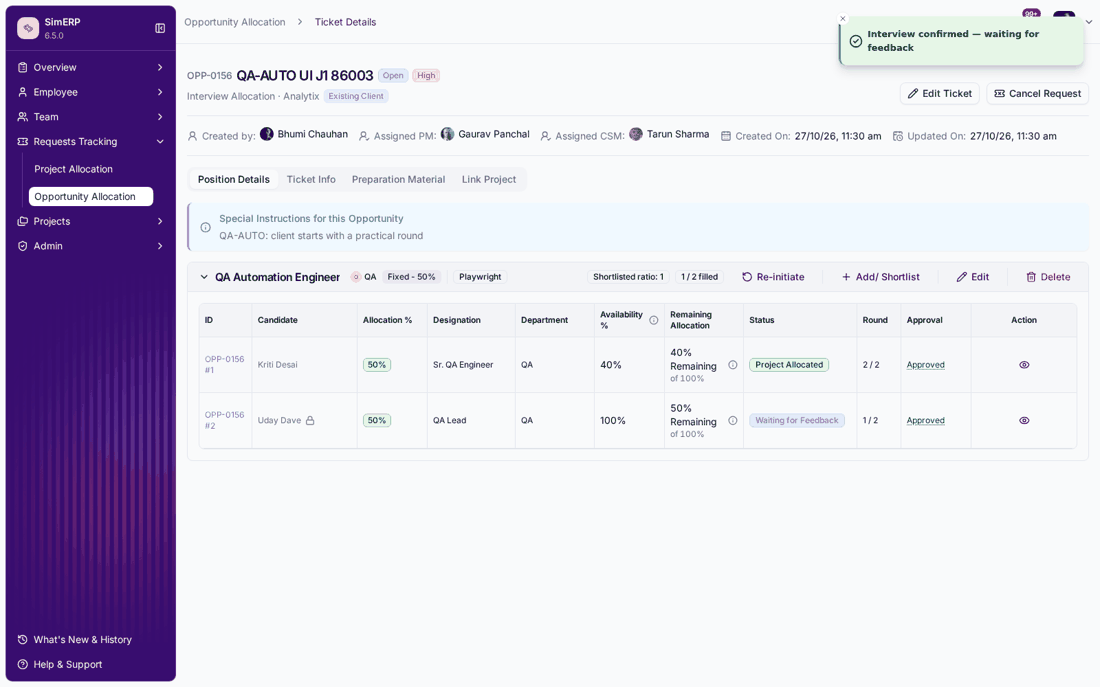 SimERP
6.5.0
Overview
Employee
Team
Requests Tracking
Project Allocation
Opportunity Allocation
Projects
Admin
What's New & History
Help & Support
Opportunity Allocation > Ticket Details
99+
Interview confirmed — waiting for
feedback
OPP-0156 QA-AUTO UI J1 86003 Open High
Interview Allocation · Analytix Existing Client
Edit Ticket Cancel Request
Created by: Bhumi Chauhan Assigned PM: Gaurav Panchal Assigned CSM: Tarun Sharma Created On: 27/10/26, 11:30 am Updated On: 27/10/26, 11:30 am
Position Details Ticket Info Preparation Material Link Project
Special Instructions for this Opportunity
QA-AUTO: client starts with a practical round
QA Automation Engineer QA Fixed - 50% Playwright Shortlisted ratio: 1 1 / 2 filled Re-initiate Add/ Shortlist Edit Delete
ID Candidate Allocation % Designation Department Availability % Remaining Allocation Status Round Approval Action
OPP-0156 #1 Kriti Desai 50% Sr. QA Engineer QA 40% 40% Remaining of 100% Project Allocated 2 / 2 Approved
OPP-0156 #2 Uday Dave 50% QA Lead QA 100% 50% Remaining of 100% Waiting for Feedback 1 / 2 Approved